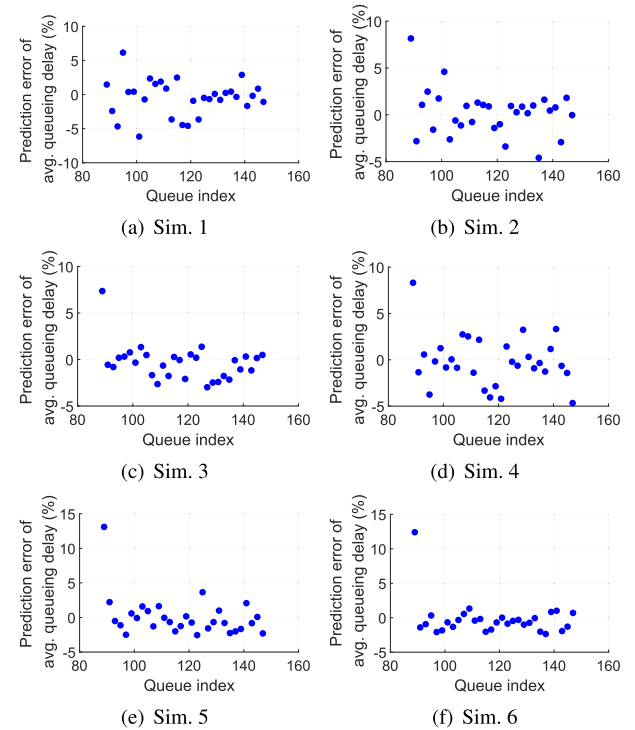 Prediction error of
avg. queueing delay (%)
10
5
0
-5
-10
80
100
120
140
160
Queue index
(a) Sim. 1
Prediction error of
avg. queueing delay (%)
10
5
0
-5
80
100
120
140
160
Queue index
(b) Sim. 2
Prediction error of
avg. queueing delay (%)
10
5
0
-5
80
100
120
140
160
Queue index
(c) Sim. 3
Prediction error of
avg. queueing delay (%)
10
5
0
-5
80
100
120
140
160
Queue index
(d) Sim. 4
Prediction error of
avg. queueing delay (%)
15
10
5
0
-5
80
100
120
140
160
Queue index
(e) Sim. 5
Prediction error of
avg. queueing delay (%)
15
10
5
0
-5
80
100
120
140
160
Queue index
(f) Sim. 6